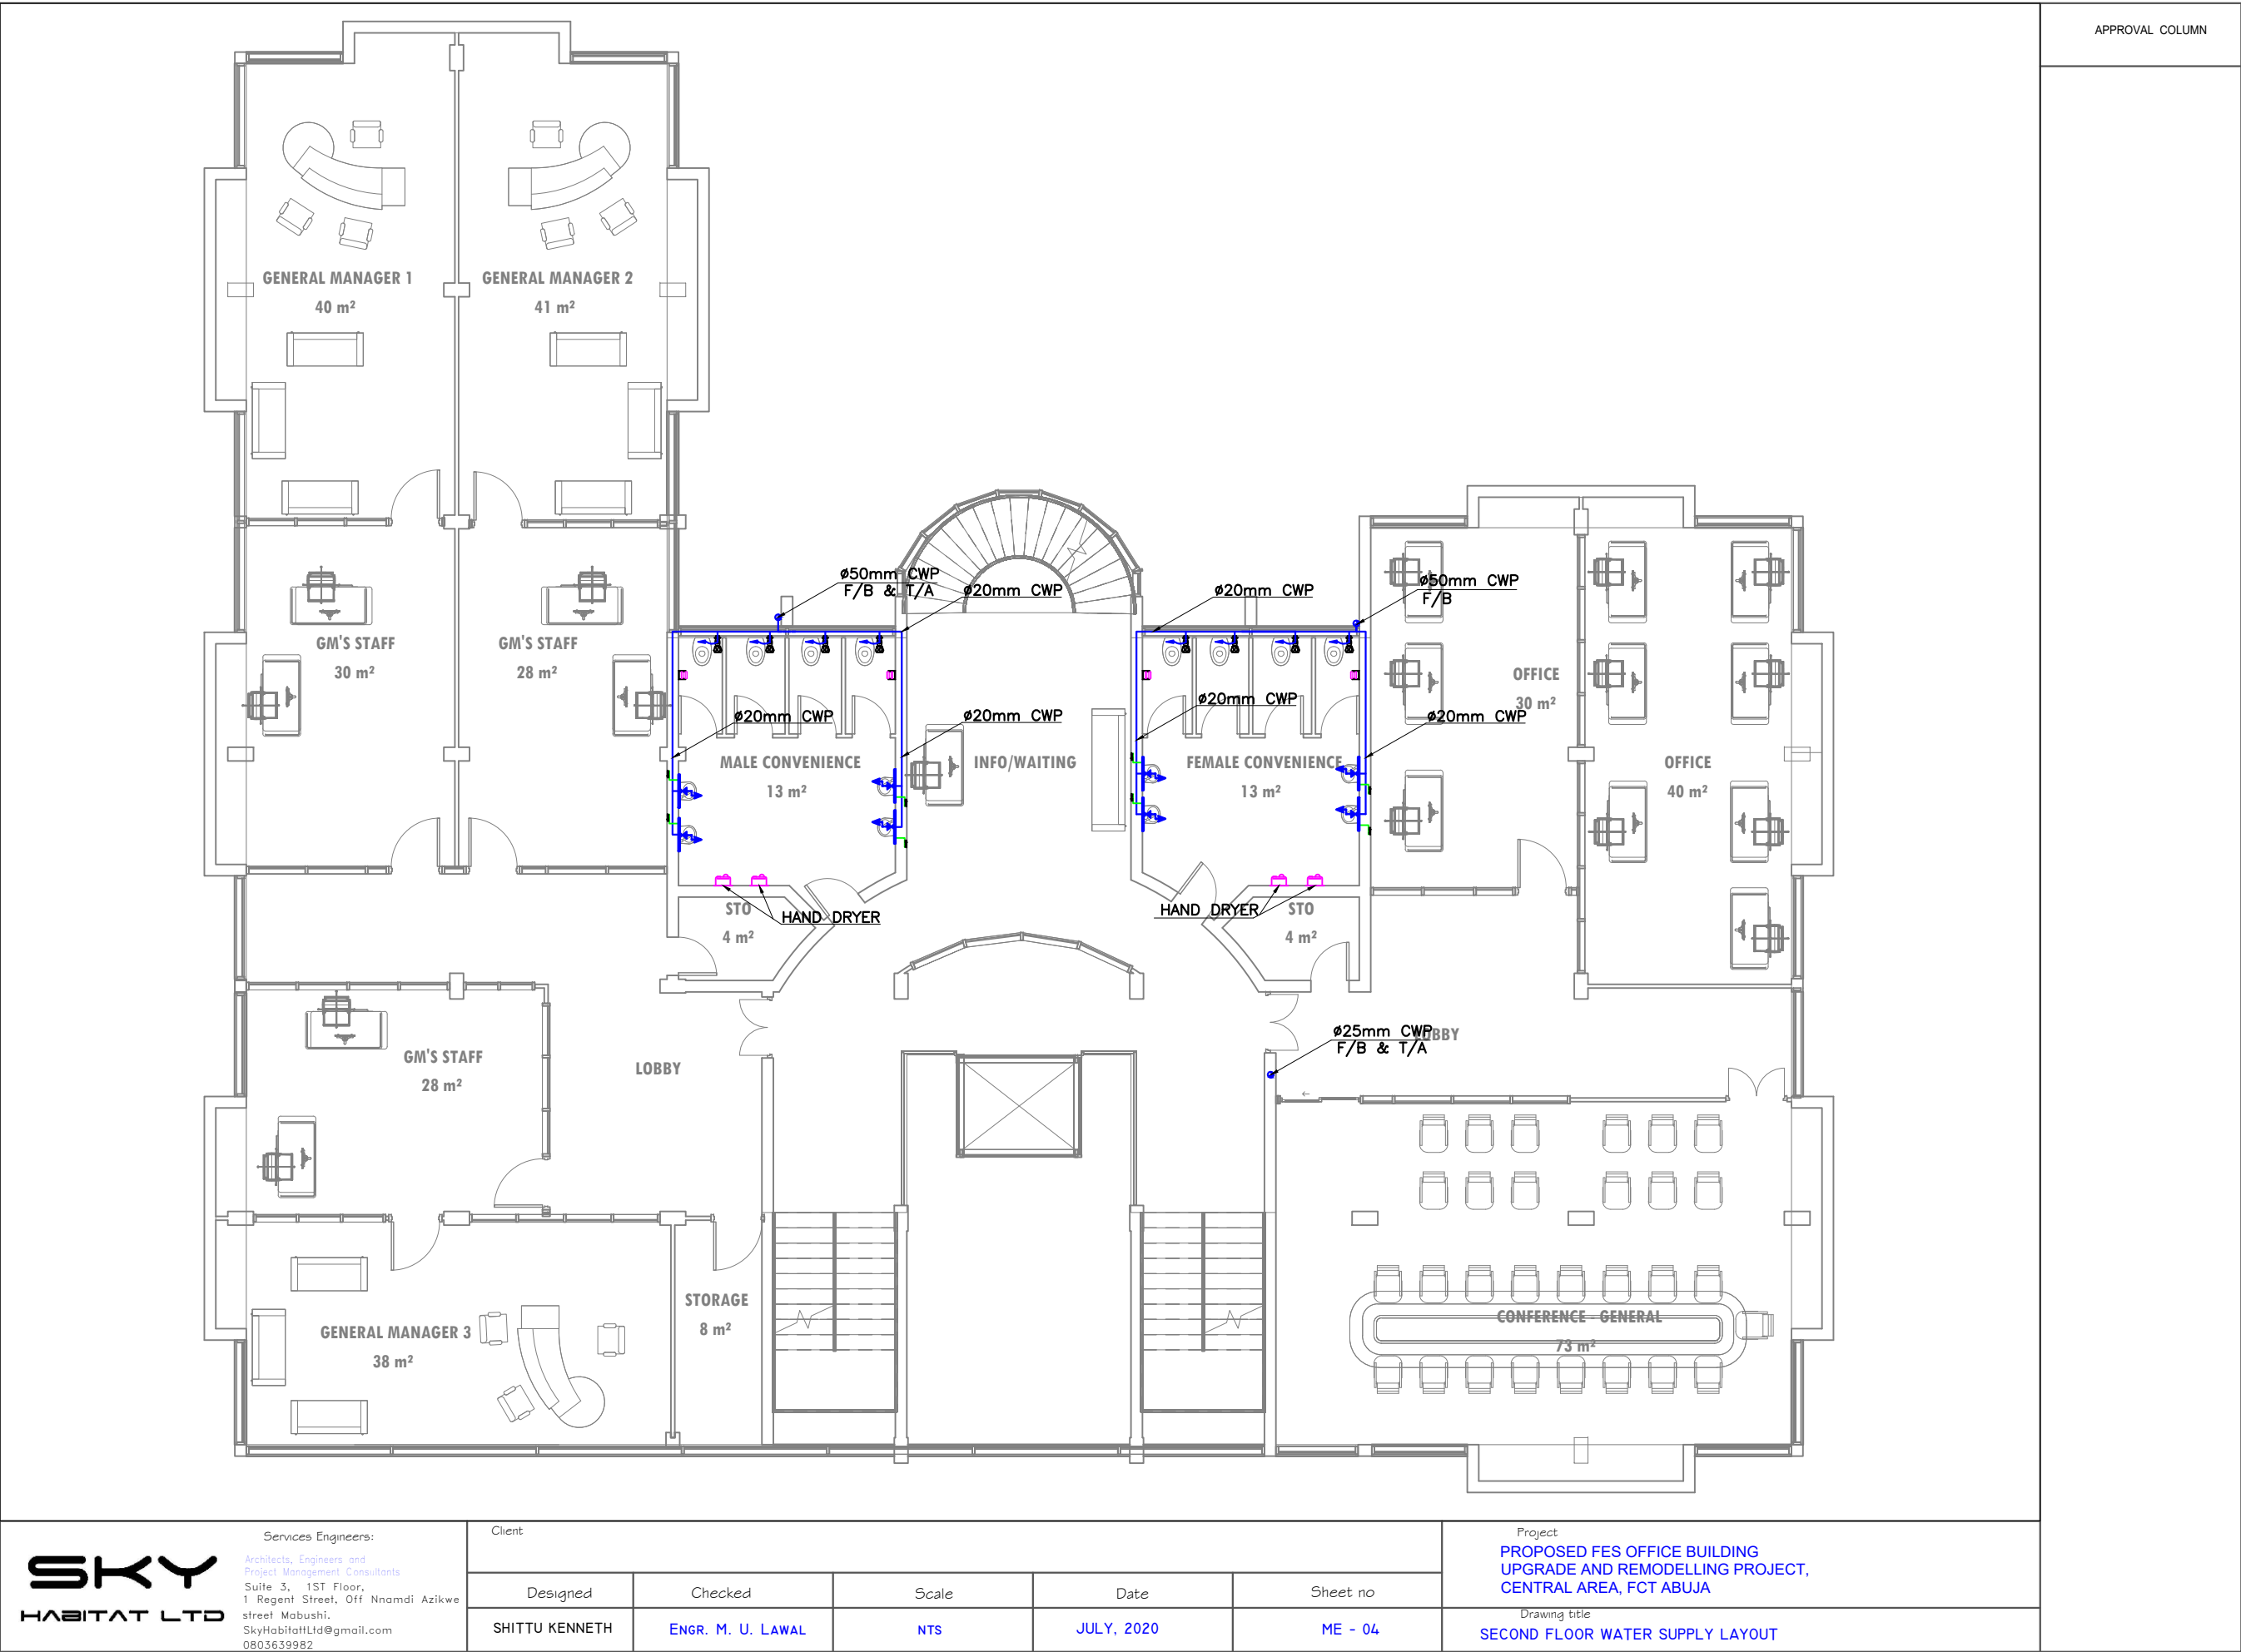 APPROVAL COLUMN
GENERAL MANAGER 1
40 m²
GENERAL MANAGER 2
41 m²
GM'S STAFF
30 m²
GM'S STAFF
28 m²
ø50mm CWP
F/B & T/A
ø20mm CWP
ø20mm CWP
ø50mm CWP
F/B
ø20mm CWP
ø20mm CWP
ø20mm CWP
ø20mm CWP
MALE CONVENIENCE
13 m²
INFO/WAITING
FEMALE CONVENIENCE
13 m²
OFFICE
30 m²
OFFICE
40 m²
STO
4 m²
HAND DRYER
HAND DRYER
STO
4 m²
GM'S STAFF
28 m²
LOBBY
ø25mm CWP
F/B & T/A
LOBBY
GENERAL MANAGER 3
38 m²
STORAGE
8 m²
CONFERENCE - GENERAL
73 m²
SKY
HABITAT LTD
Services Engineers:
Architects, Engineers and
Project Management Consultants
Suite 3, 1ST Floor,
1 Regent Street, Off Nnamdi Azikwe
street Mabushi.
SkyHabitattLtd@gmail.com
0803639982
Client
Designed
Checked
Scale
Date
Sheet no
SHITTU KENNETH
ENGR. M. U. LAWAL
NTS
JULY, 2020
ME - 04
Project
PROPOSED FES OFFICE BUILDING
UPGRADE AND REMODELLING PROJECT,
CENTRAL AREA, FCT ABUJA
Drawing title
SECOND FLOOR WATER SUPPLY LAYOUT